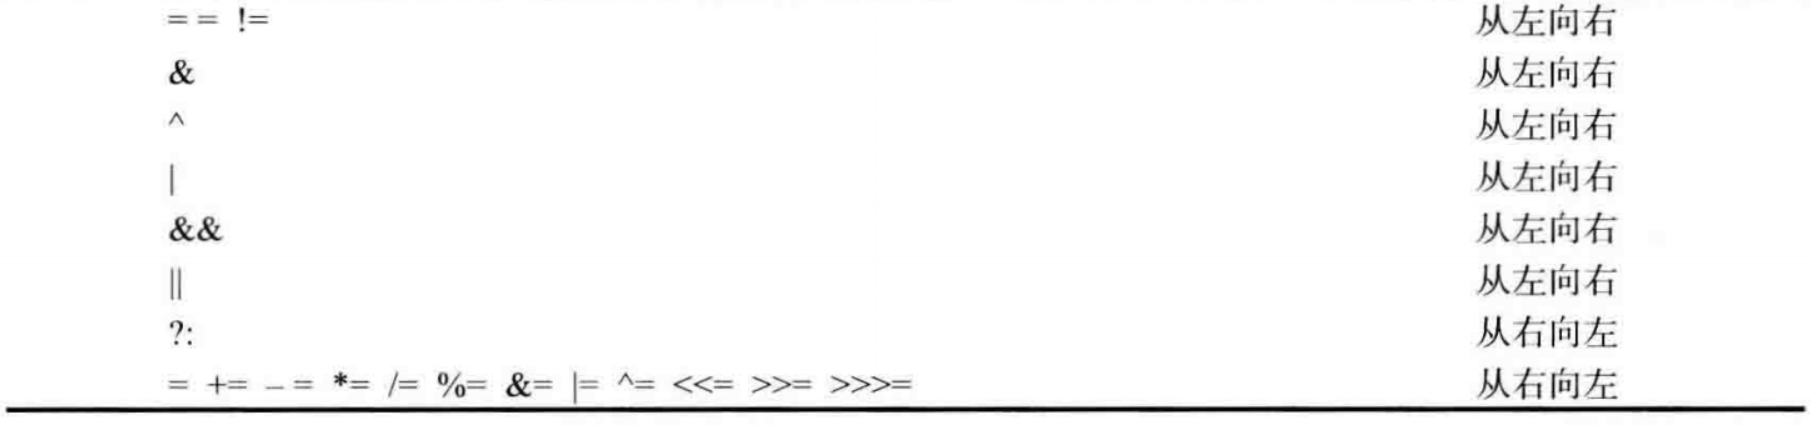 == != 从左向右
& 从左向右
^ 从左向右
| 从左向右
&& 从左向右
|| 从左向右
?: 从右向左
= += -= *= /= %= &= |= ^= <<= >>= >>>= 从右向左